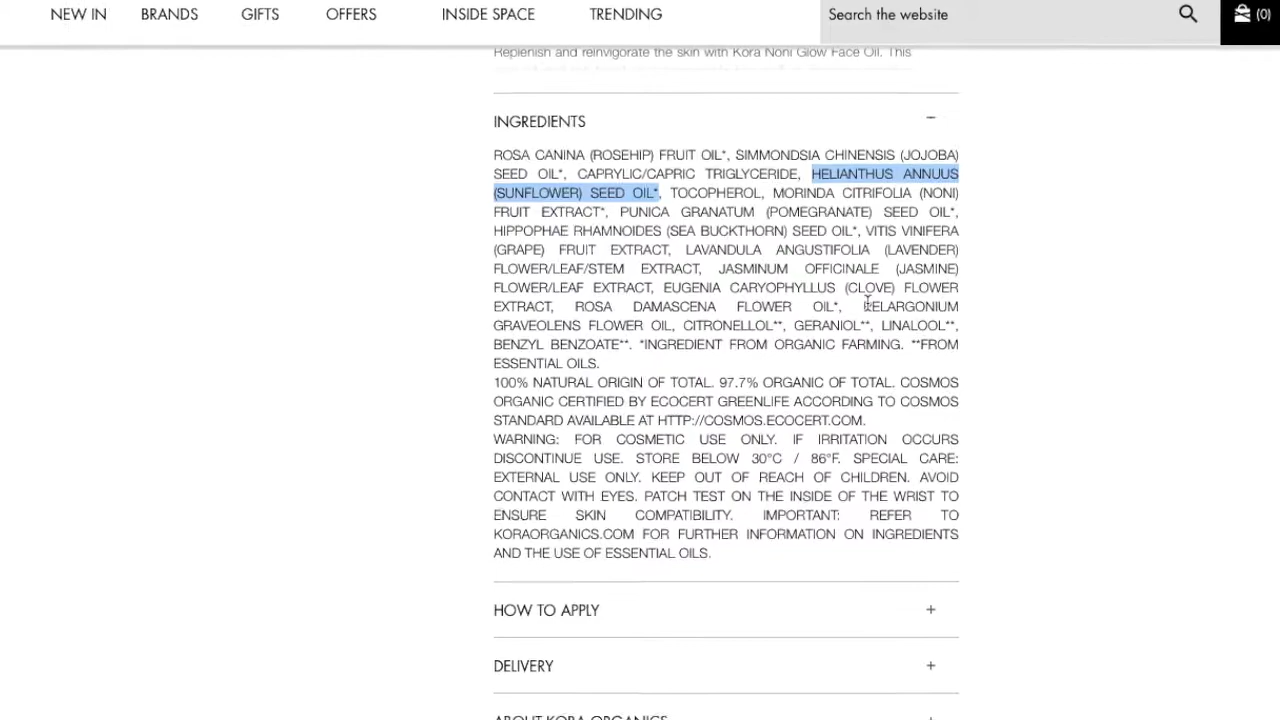 NEW IN BRANDS GIFTS OFFERS INSIDE SPACE TRENDING Search the website (0)
Replenish and reinvigorate the skin with Kora Noni Glow Face Oil. This
INGREDIENTS
ROSA CANINA (ROSEHIP) FRUIT OIL*, SIMMONDSIA CHINENSIS (JOJOBA)
SEED OIL*, CAPRYLIC/CAPRIC TRIGLYCERIDE, HELIANTHUS ANNUUS
(SUNFLOWER) SEED OIL*, TOCOPHEROL, MORINDA CITRIFOLIA (NONI)
FRUIT EXTRACT*, PUNICA GRANATUM (POMEGRANATE) SEED OIL*,
HIPPOPHAE RHAMNOIDES (SEA BUCKTHORN) SEED OIL*, VITIS VINIFERA
(GRAPE) FRUIT EXTRACT, LAVANDULA ANGUSTIFOLIA (LAVENDER)
FLOWER/LEAF/STEM EXTRACT, JASMINUM OFFICINALE (JASMINE)
FLOWER/LEAF EXTRACT, EUGENIA CARYOPHYLLUS (CLOVE) FLOWER
EXTRACT, ROSA DAMASCENA FLOWER OIL*, PELARGONIUM
GRAVEOLENS FLOWER OIL, CITRONELLOL**, GERANIOL**, LINALOOL**,
BENZYL BENZOATE**. *INGREDIENT FROM ORGANIC FARMING. **FROM
ESSENTIAL OILS.
100% NATURAL ORIGIN OF TOTAL. 97.7% ORGANIC OF TOTAL. COSMOS
ORGANIC CERTIFIED BY ECOCERT GREENLIFE ACCORDING TO COSMOS
STANDARD AVAILABLE AT HTTP://COSMOS.ECOCERT.COM.
WARNING: FOR COSMETIC USE ONLY. IF IRRITATION OCCURS
DISCONTINUE USE. STORE BELOW 30°C / 86°F. SPECIAL CARE:
EXTERNAL USE ONLY. KEEP OUT OF REACH OF CHILDREN. AVOID
CONTACT WITH EYES. PATCH TEST ON THE INSIDE OF THE WRIST TO
ENSURE SKIN COMPATIBILITY. IMPORTANT: REFER TO
KORAORGANICS.COM FOR FURTHER INFORMATION ON INGREDIENTS
AND THE USE OF ESSENTIAL OILS.
HOW TO APPLY +
DELIVERY +
ABOUT KORA ORGANICS